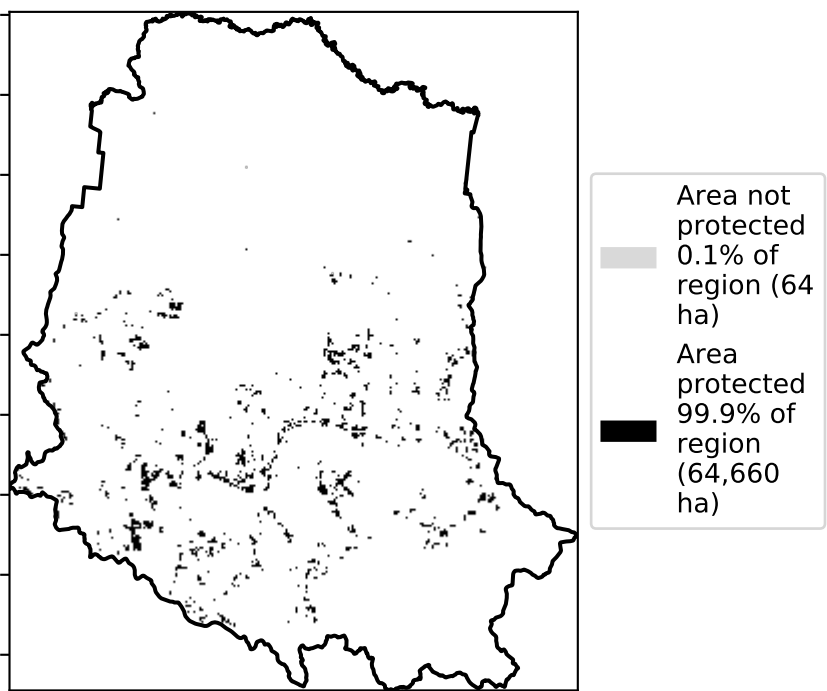 Area not
protected
0.1% of
region (64
ha)
Area
protected
99.9% of
region
(64,660
ha)